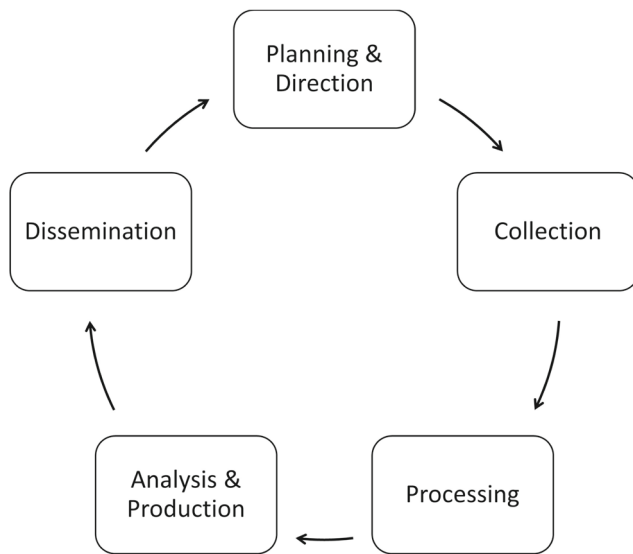 Planning &
Direction
Collection
Processing
Analysis &
Production
Dissemination